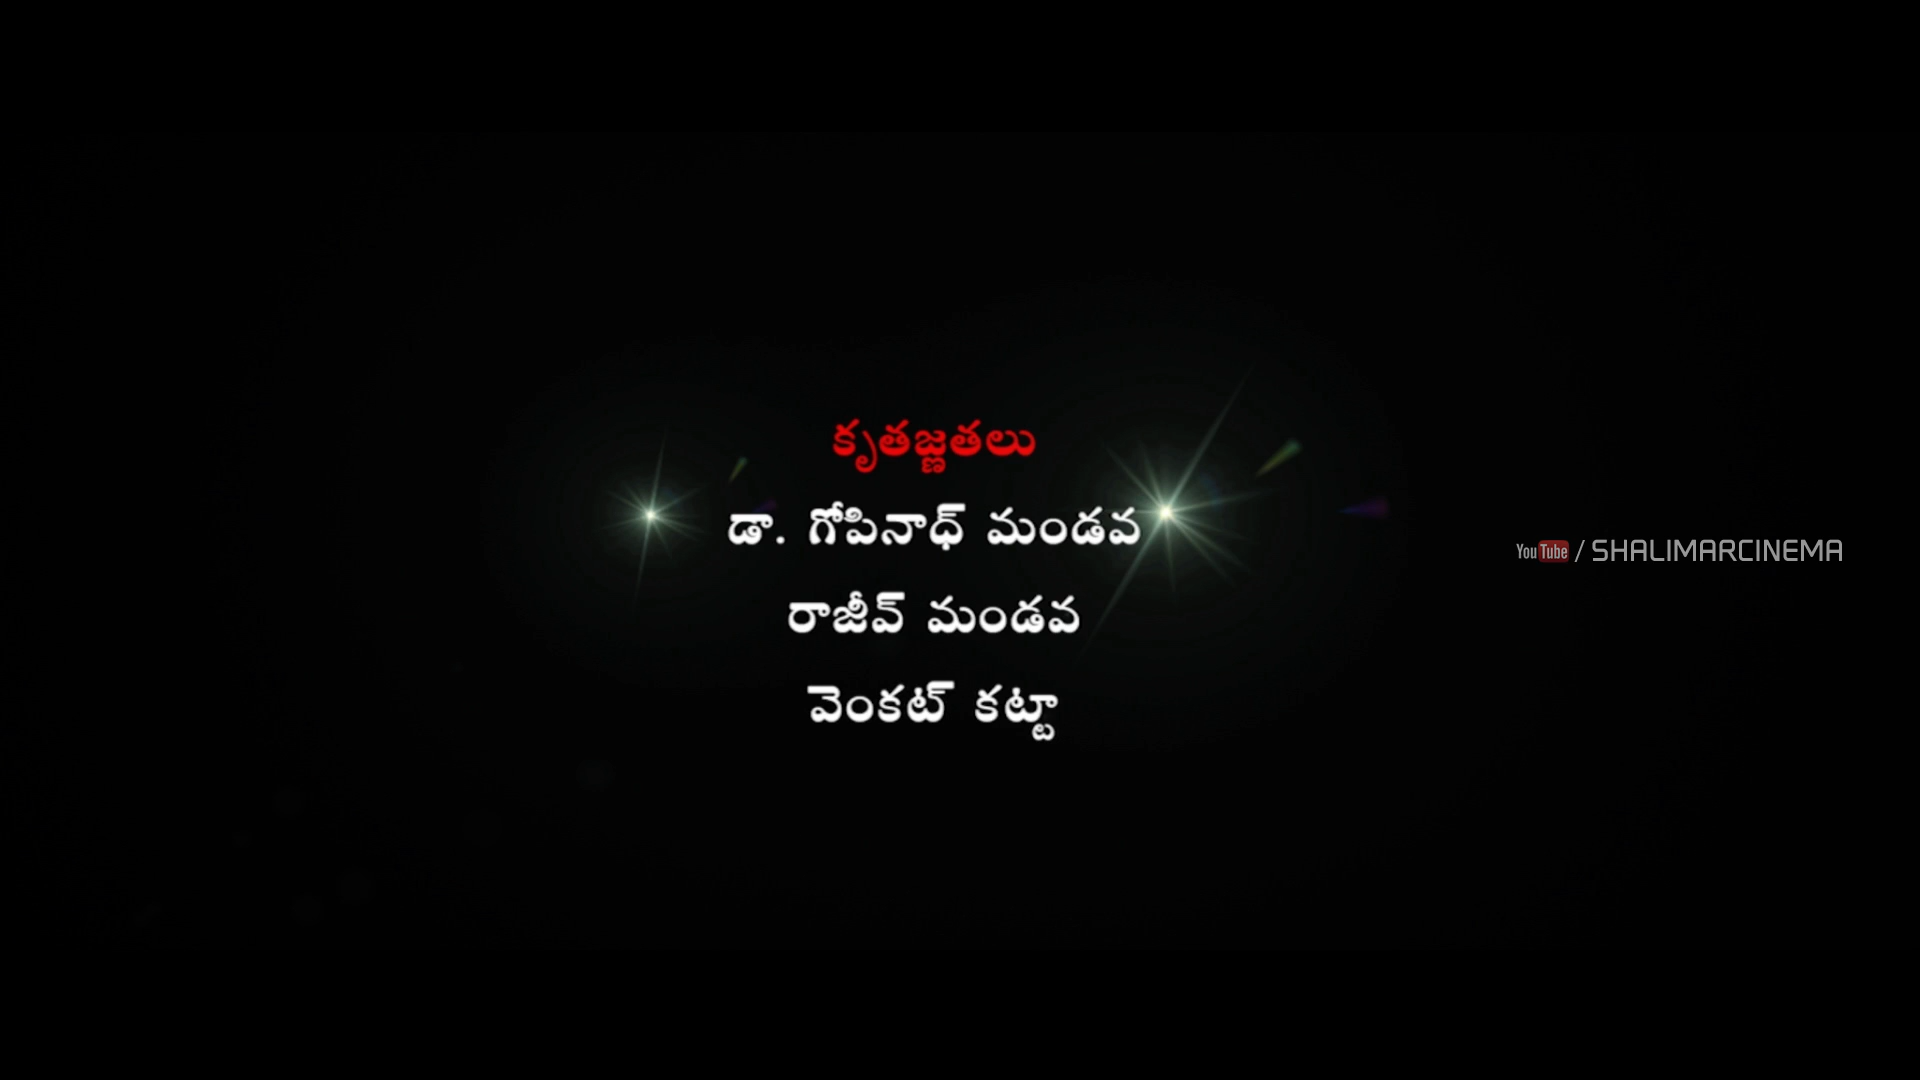 కృతజ్ఞతలు
డా. గోపినాధ్ మండవ
రాజీవ్ మండవ
వెంకట్ కట్టా
YouTube / SHALIMARCINEMA